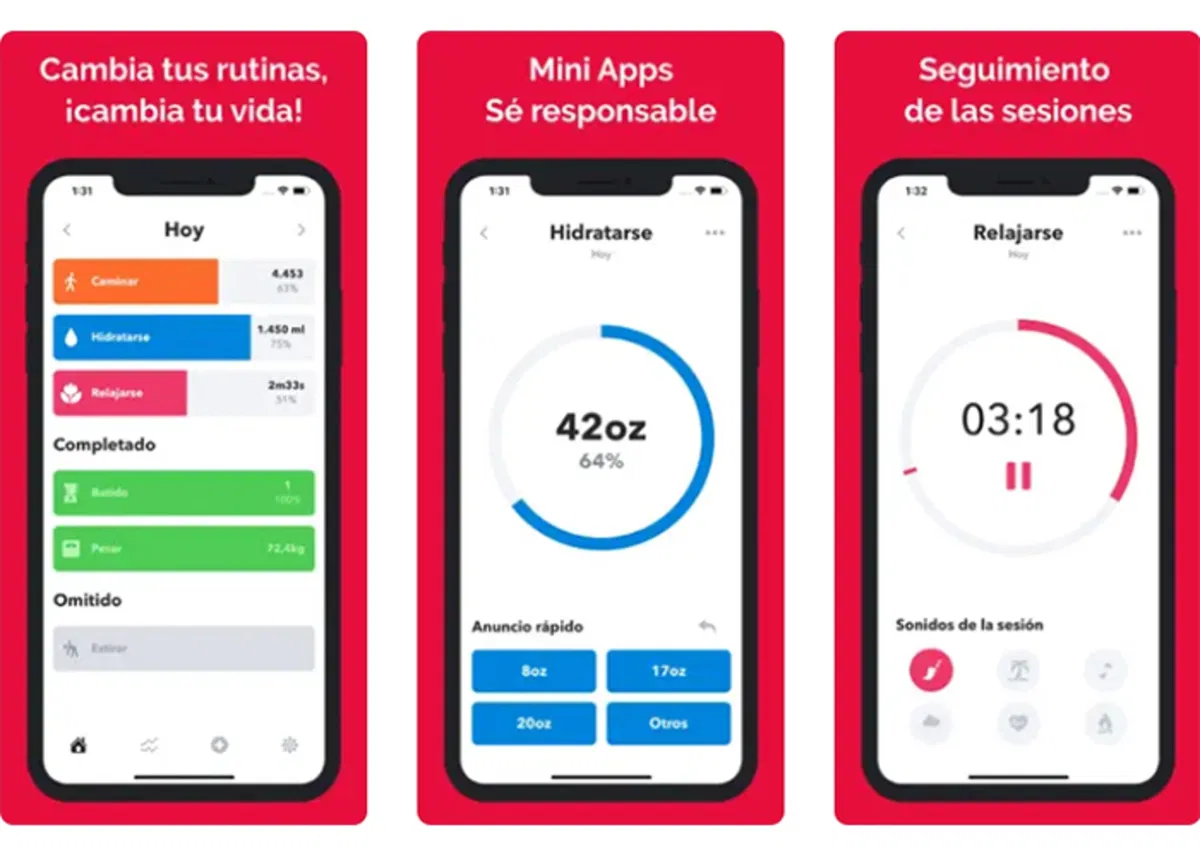 Cambia tus rutinas,
¡cambia tu vida!
1:31
Hoy
Caminar
4.453
63%
Hidratarse
1.450 ml
75%
Relajarse
2m33s
51%
Completado
Batido
1
100%
Pesar
72,4kg
Omitido
Estirar
Mini Apps
Sé responsable
1:31
Hidratarse
Hoy
42oz
64%
Anuncio rápido
8oz
17oz
20oz
Otros
Seguimiento
de las sesiones
1:32
Relajarse
Hoy
03:18
Sonidos de la sesión